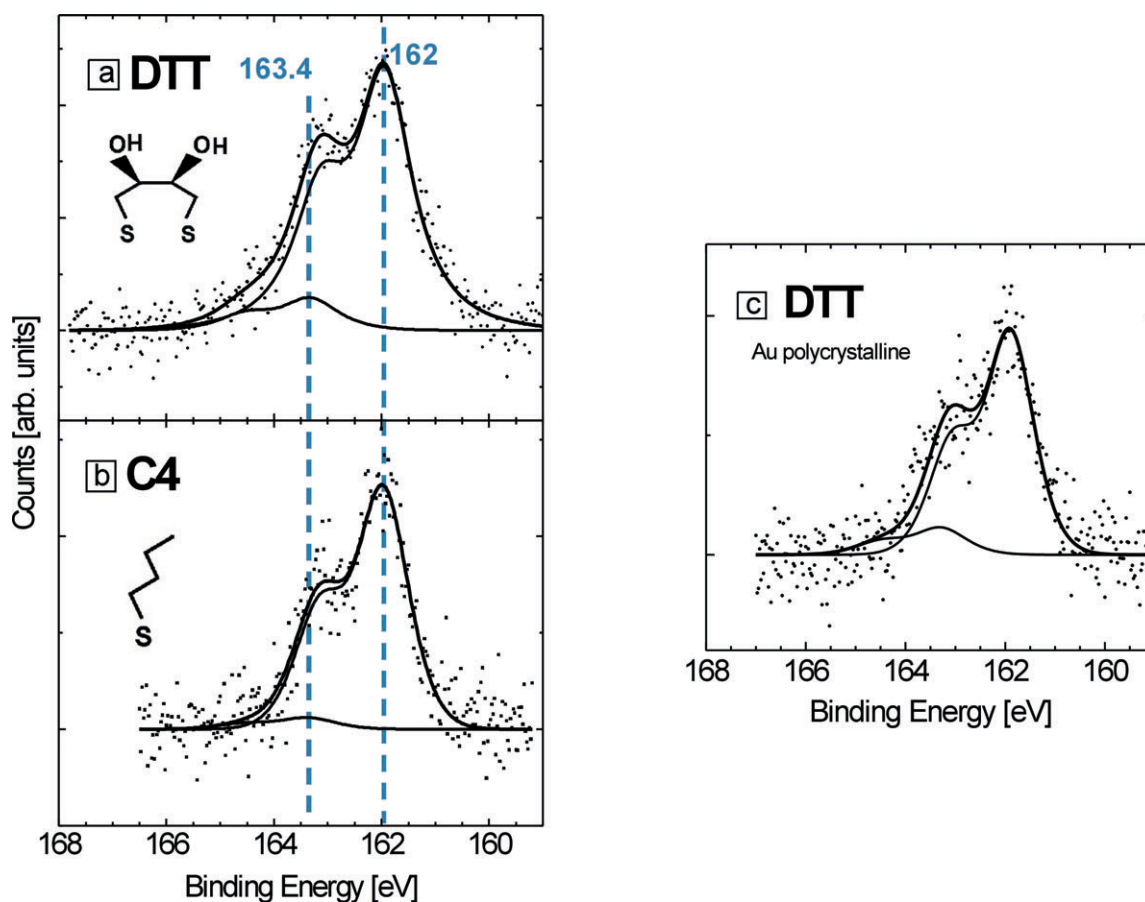 a DTT
163.4
162
OH OH
S S
Counts [arb. units]
b C4
S
168 166 164 162 160
Binding Energy [eV]
c DTT
Au polycrystalline
168 166 164 162 160
Binding Energy [eV]